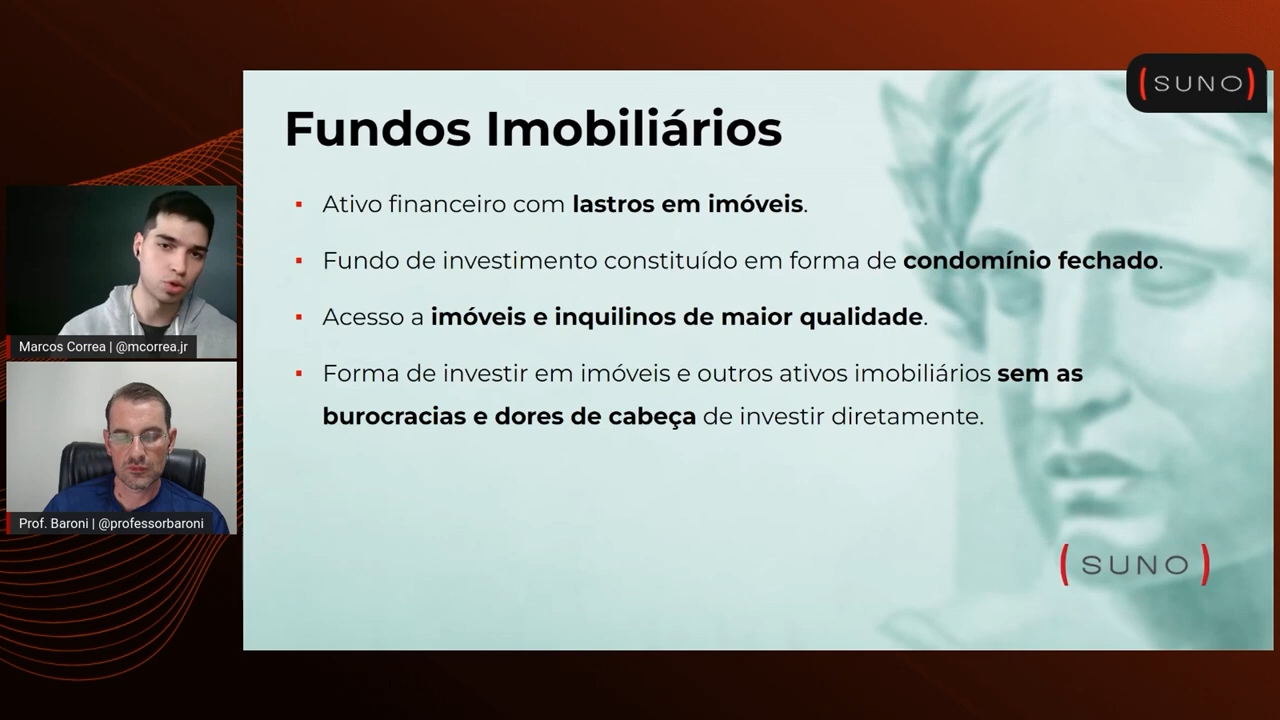 ( SUNO )
Fundos Imobiliários
▪ Ativo financeiro com lastros em imóveis.
▪ Fundo de investimento constituído em forma de condomínio fechado.
▪ Acesso a imóveis e inquilinos de maior qualidade.
▪ Forma de investir em imóveis e outros ativos imobiliários sem as
burocracias e dores de cabeça de investir diretamente.
( SUNO )
Marcos Correa | @mcorrea.jr
Prof. Baroni | @professorbaroni